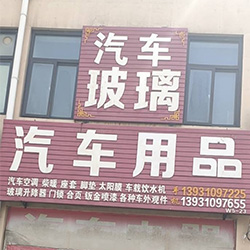 汽车
玻璃
汽车用品
汽车空调 柴暖 座套 脚垫 太阳膜 车载饮水机
玻璃升降器 门锁 合页 钣金喷漆 各种车外观件
13931097225
13931097655